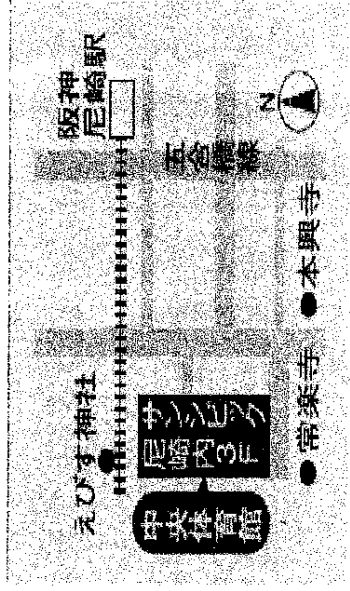 阪神
尼崎駅
五合橋線
N
本興寺
えびす神社
サンシビック
尼崎内3F
常楽寺
中央体育館